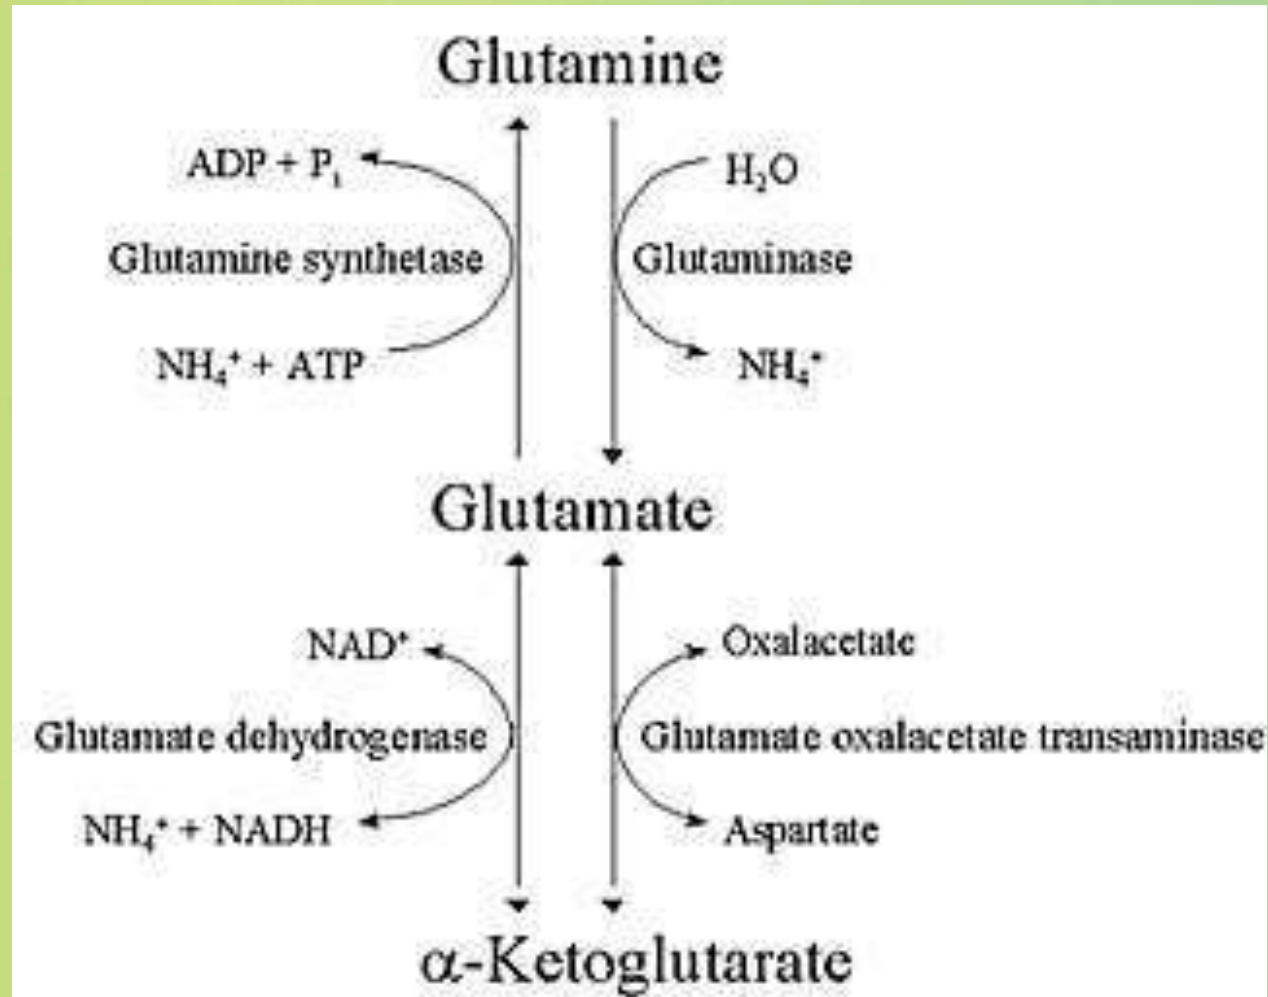 Glutamine
ADP + Pᵢ
H₂O
Glutamine synthetase
Glutaminase
NH₄⁺ + ATP
NH₄⁺
Glutamate
NAD⁺
Oxalacetate
Glutamate dehydrogenase
Glutamate oxalacetate transaminase
NH₄⁺ + NADH
Aspartate
α-Ketoglutarate